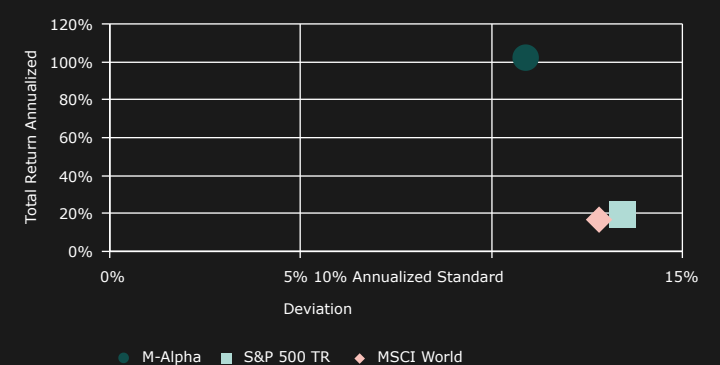 120%
100%
80%
60%
40%
20%
0%
Total Return Annualized
0% 5% 10% Annualized Standard 15%
Deviation
M-Alpha S&P 500 TR MSCI World